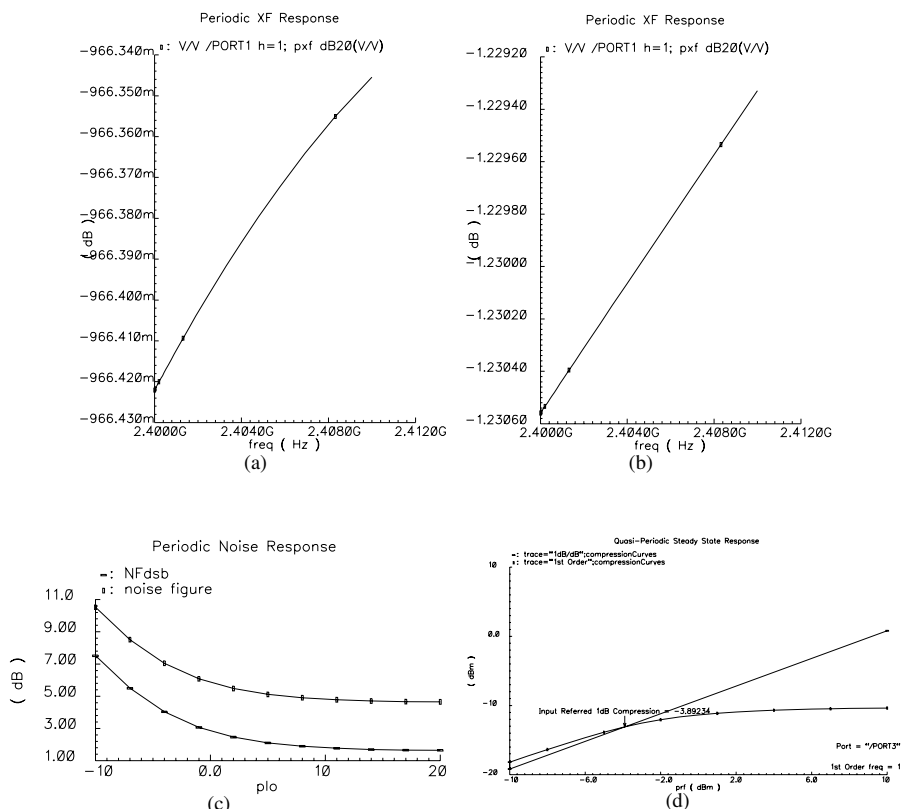 Periodic XF Response
▯: V/V /PORT1 h=1; pxf dB20(V/V)
-966.340m
-966.350m
-966.370m
-966.380m
-966.390m
-966.400m
-966.410m
-966.420m
-966.430m
( dB )
2.4000G 2.4040G 2.4080G 2.4120G
freq ( Hz )
(a)
Periodic XF Response
▯: V/V /PORT1 h=1; pxf dB20(V/V)
-1.22920
-1.22940
-1.22960
-1.22980
-1.23000
-1.23020
-1.23040
-1.23060
( dB )
2.4000G 2.4040G 2.4080G 2.4120G
freq ( Hz )
(b)
Periodic Noise Response
-: NFdsb
▯: noise figure
11.0
9.00
7.00
5.00
3.00
1.00
( dB )
-10 0.0 10 20
plo
(c)
Quasi-Periodic Steady State Response
-: trace="1dB/dB";compressionCurves
▯: trace="1st Order";compressionCurves
10
0.0
-10
-20
( dBm )
Input Referred 1dB Compression = -3.89234
Port = "/PORT3"
1st Order freq = 1
-10 -6.0 -2.0 2.0 6.0 10
prf ( dBm )
(d)